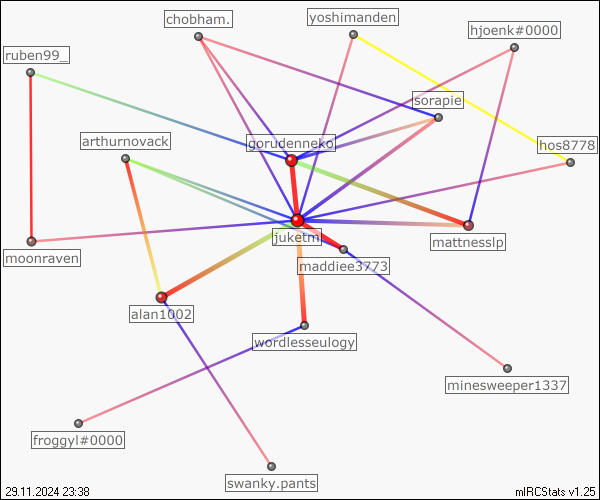 chobham.
yoshimanden
hjoenk#0000
ruben99_
sorapie
arthurnovack
gorudenneko
hos8778
juketm
mattnesslp
moonraven
maddiee3773
alan1002
wordlesseulogy
minesweeper1337
froggyl#0000
swanky.pants
29.11.2024 23:38
mIRCStats v1.25